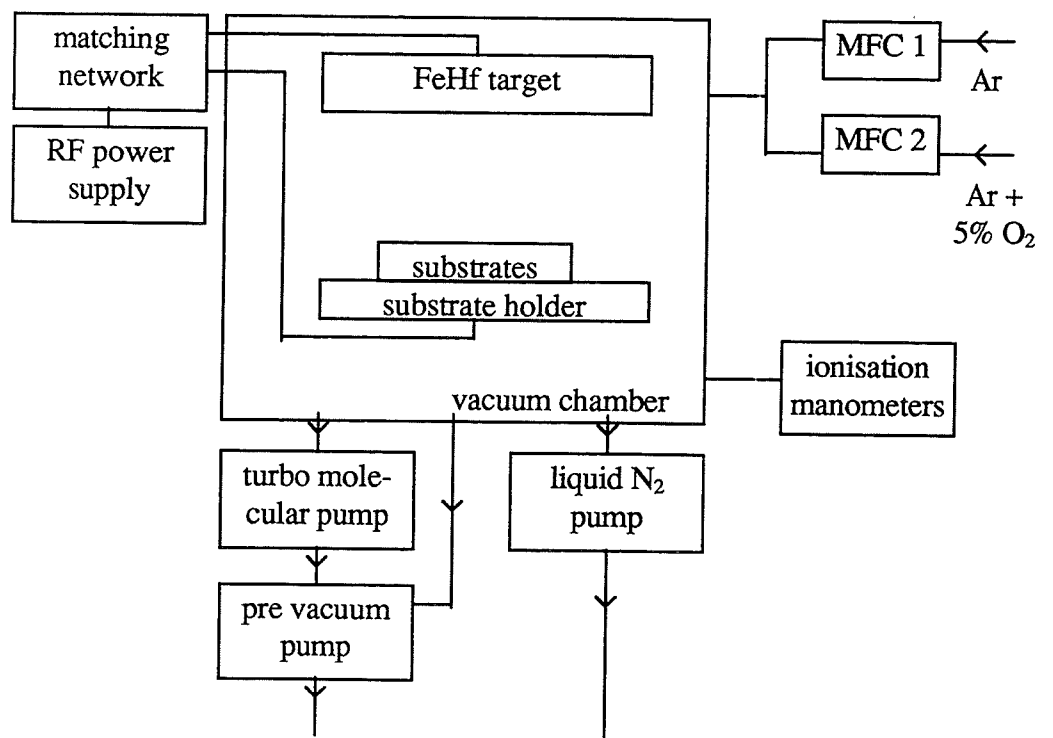 matching
network
RF power
supply
FeHf target
MFC 1
Ar
MFC 2
Ar +
5% O₂
substrates
substrate holder
ionisation
manometers
vacuum chamber
turbo mole-
cular pump
liquid N₂
pump
pre vacuum
pump